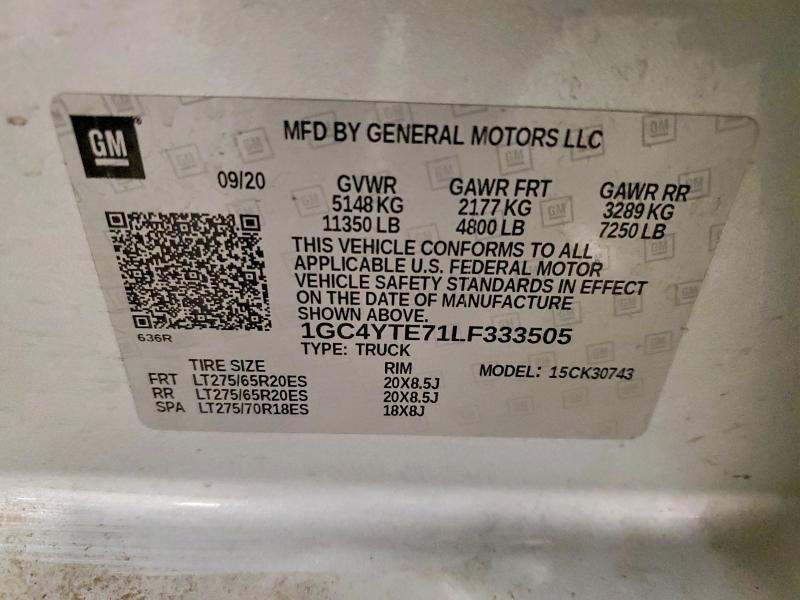 GM
MFD BY GENERAL MOTORS LLC
09/20
GVWR GAWR FRT GAWR RR
5148 KG 2177 KG 3289 KG
11350 LB 4800 LB 7250 LB
THIS VEHICLE CONFORMS TO ALL
APPLICABLE U.S. FEDERAL MOTOR
VEHICLE SAFETY STANDARDS IN EFFECT
ON THE DATE OF MANUFACTURE
SHOWN ABOVE.
1GC4YTE71LF333505
TYPE: TRUCK
636R
TIRE SIZE RIM MODEL: 15CK30743
FRT LT275/65R20ES 20X8.5J
RR LT275/65R20ES 20X8.5J
SPA LT275/70R18ES 18X8J